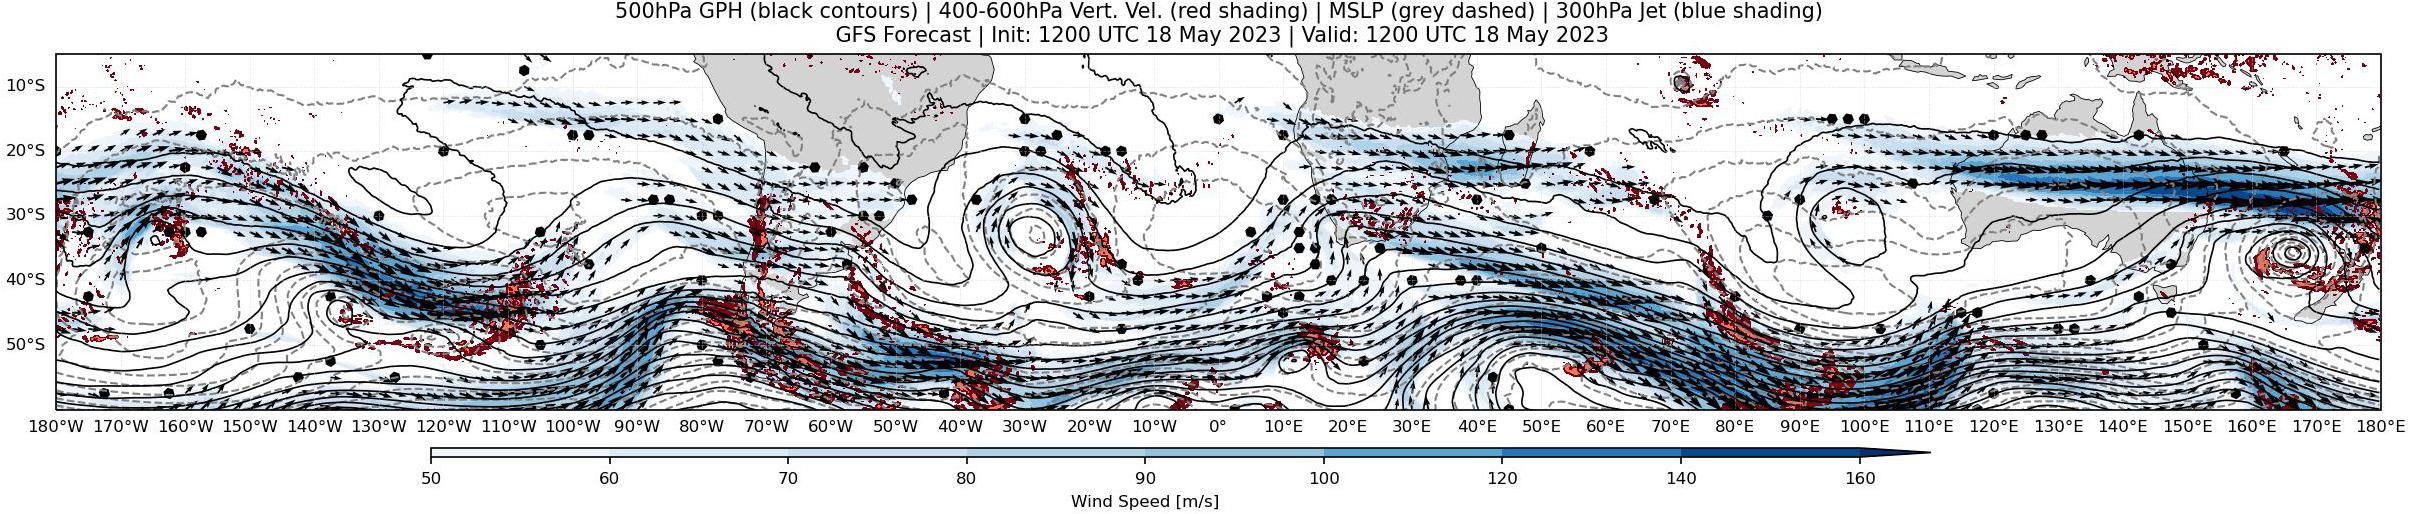 500hPa GPH (black contours) | 400-600hPa Vert. Vel. (red shading) | MSLP (grey dashed) | 300hPa Jet (blue shading)
GFS Forecast | Init: 1200 UTC 18 May 2023 | Valid: 1200 UTC 18 May 2023
10°S
20°S
30°S
40°S
50°S
180°W 170°W 160°W 150°W 140°W 130°W 120°W 110°W 100°W 90°W 80°W 70°W 60°W 50°W 40°W 30°W 20°W 10°W 0° 10°E 20°E 30°E 40°E 50°E 60°E 70°E 80°E 90°E 100°E 110°E 120°E 130°E 140°E 150°E 160°E 170°E 180°E
50 60 70 80 90 100 120 140 160
Wind Speed [m/s]